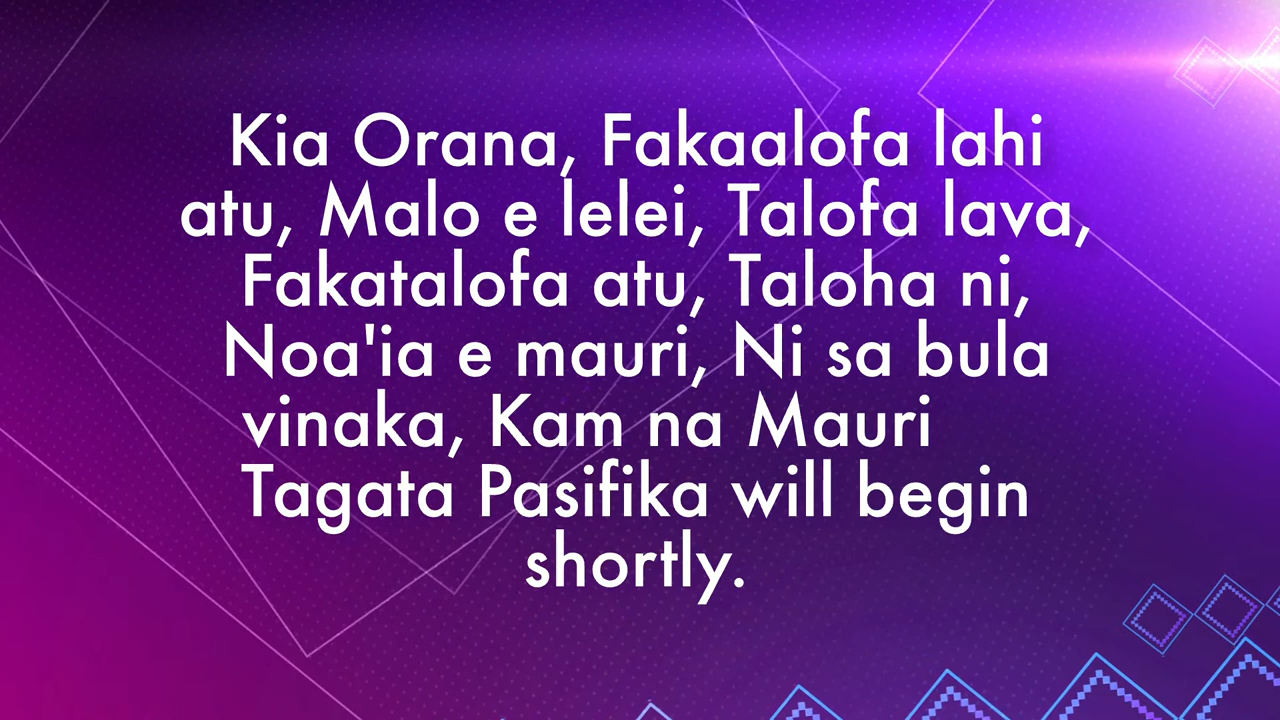 Kia Orana, Fakaalofa lahi
atu, Malo e lelei, Talofa lava,
Fakatalofa atu, Taloha ni,
Noa'ia e mauri, Ni sa bula
vinaka, Kam na Mauri
Tagata Pasifika will begin
shortly.